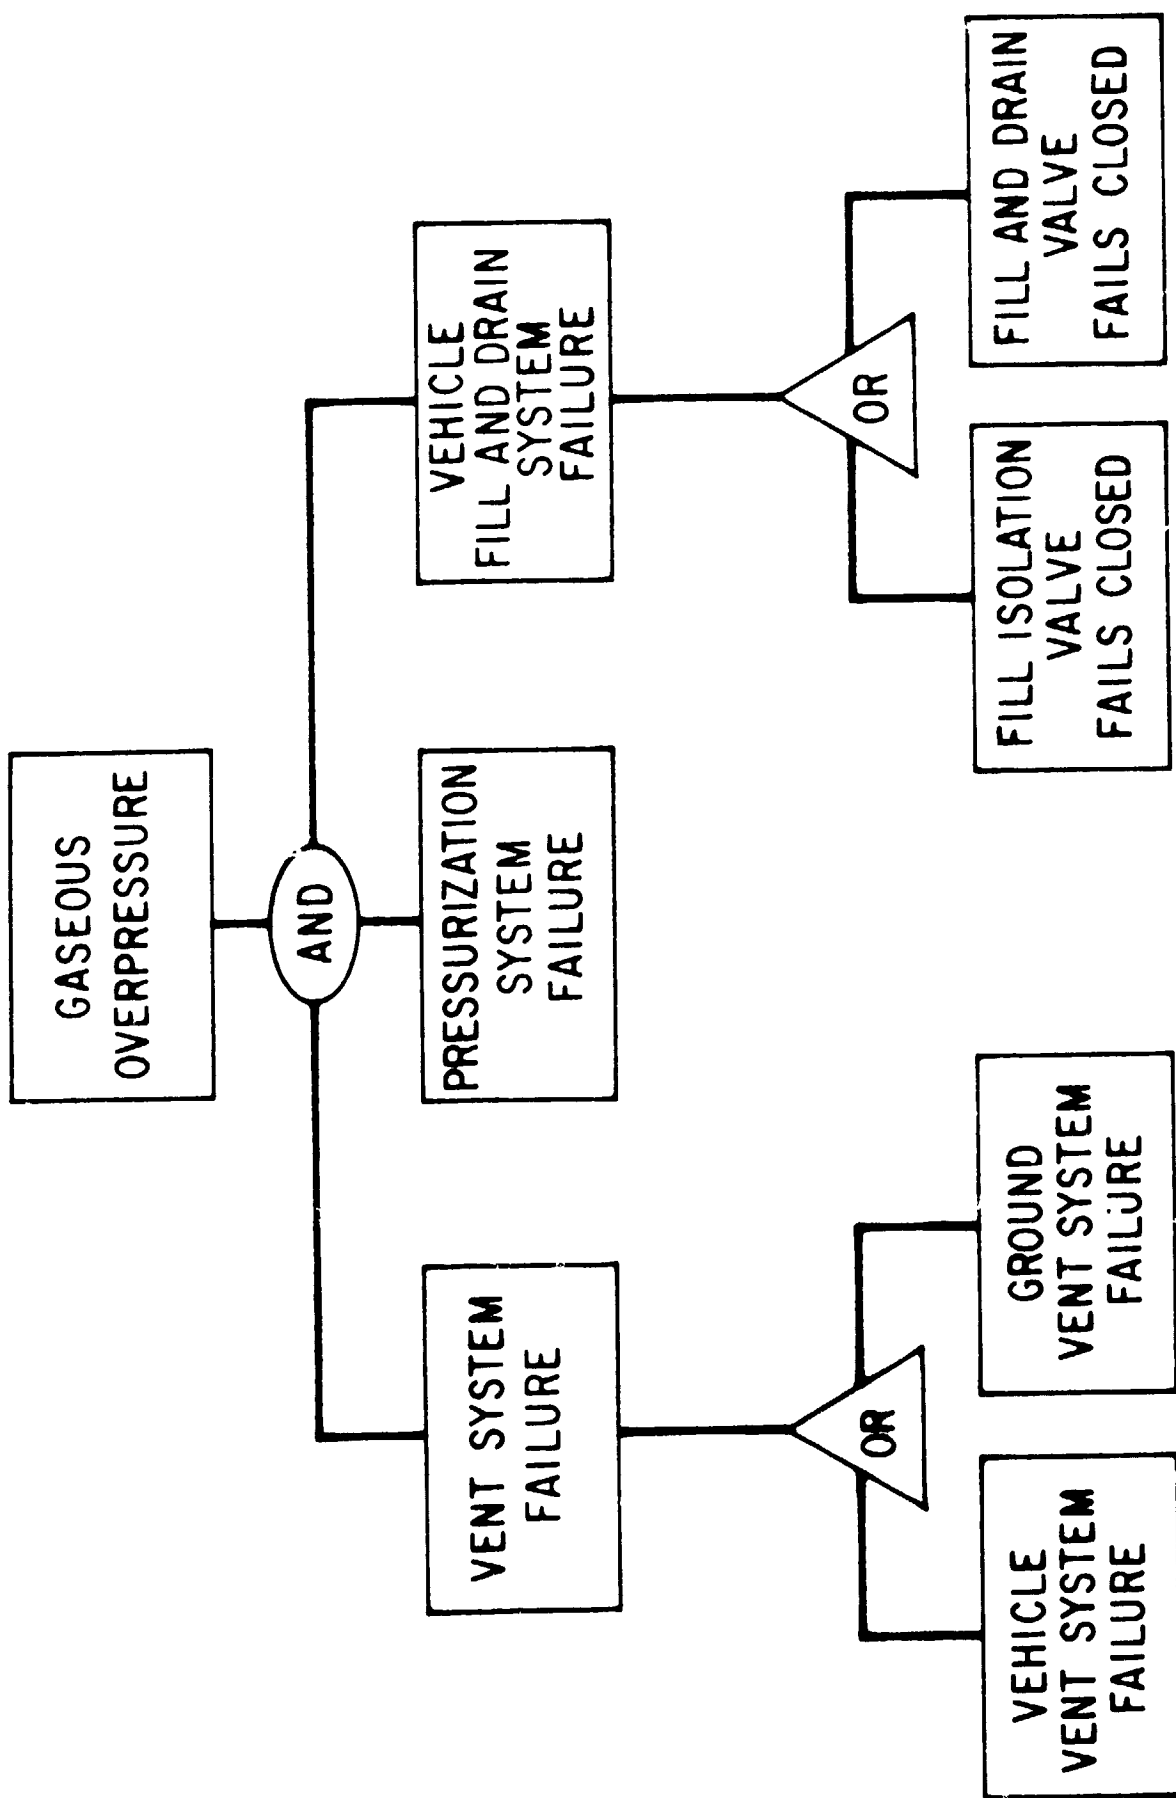 GASEOUS
OVERPRESSURE
AND
VENT SYSTEM
FAILURE
PRESSURIZATION
SYSTEM
FAILURE
VEHICLE
FILL AND DRAIN
SYSTEM
FAILURE
OR
OR
VEHICLE
VENT SYSTEM
FAILURE
GROUND
VENT SYSTEM
FAILURE
FILL ISOLATION
VALVE
FAILS CLOSED
FILL AND DRAIN
VALVE
FAILS CLOSED